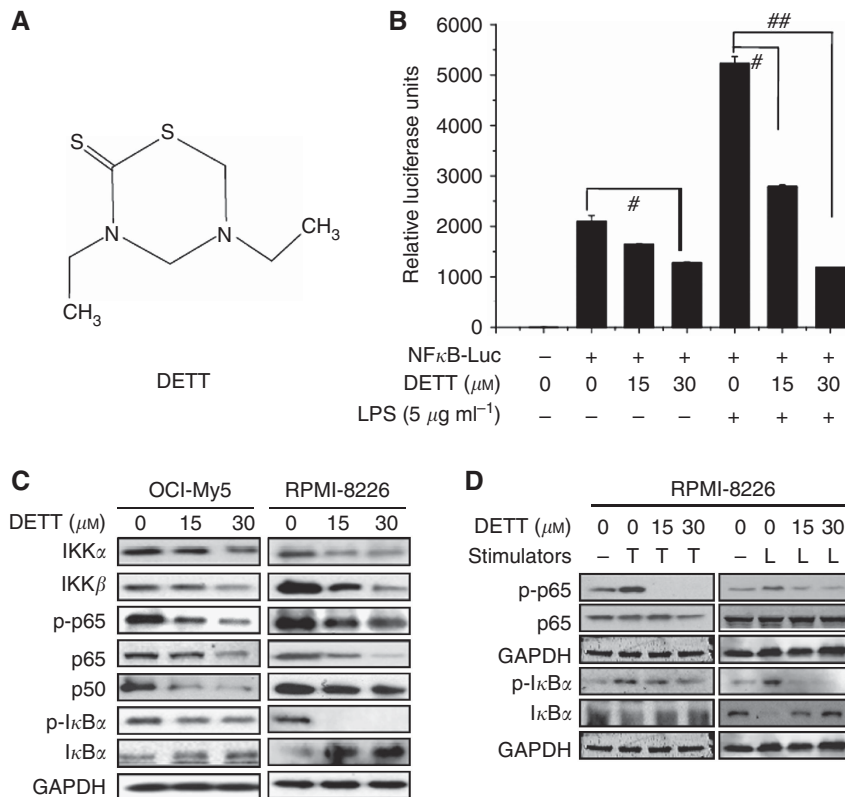 A
S
S
N
N
CH3
CH3
DETT
B
Relative luciferase units
6000
5000
4000
3000
2000
1000
0
#
#
##
NFκB-Luc – + + + + + +
DETT (μM) 0 0 15 30 0 15 30
LPS (5 μg ml–1) – – – – + + +
C
OCI-My5 RPMI-8226
DETT (μM) 0 15 30 0 15 30
IKKα
IKKβ
p-p65
p65
p50
p-IκBα
IκBα
GAPDH
D
RPMI-8226
DETT (μM) 0 0 15 30 0 0 15 30
Stimulators – T T T – L L L
p-p65
p65
GAPDH
p-IκBα
IκBα
GAPDH